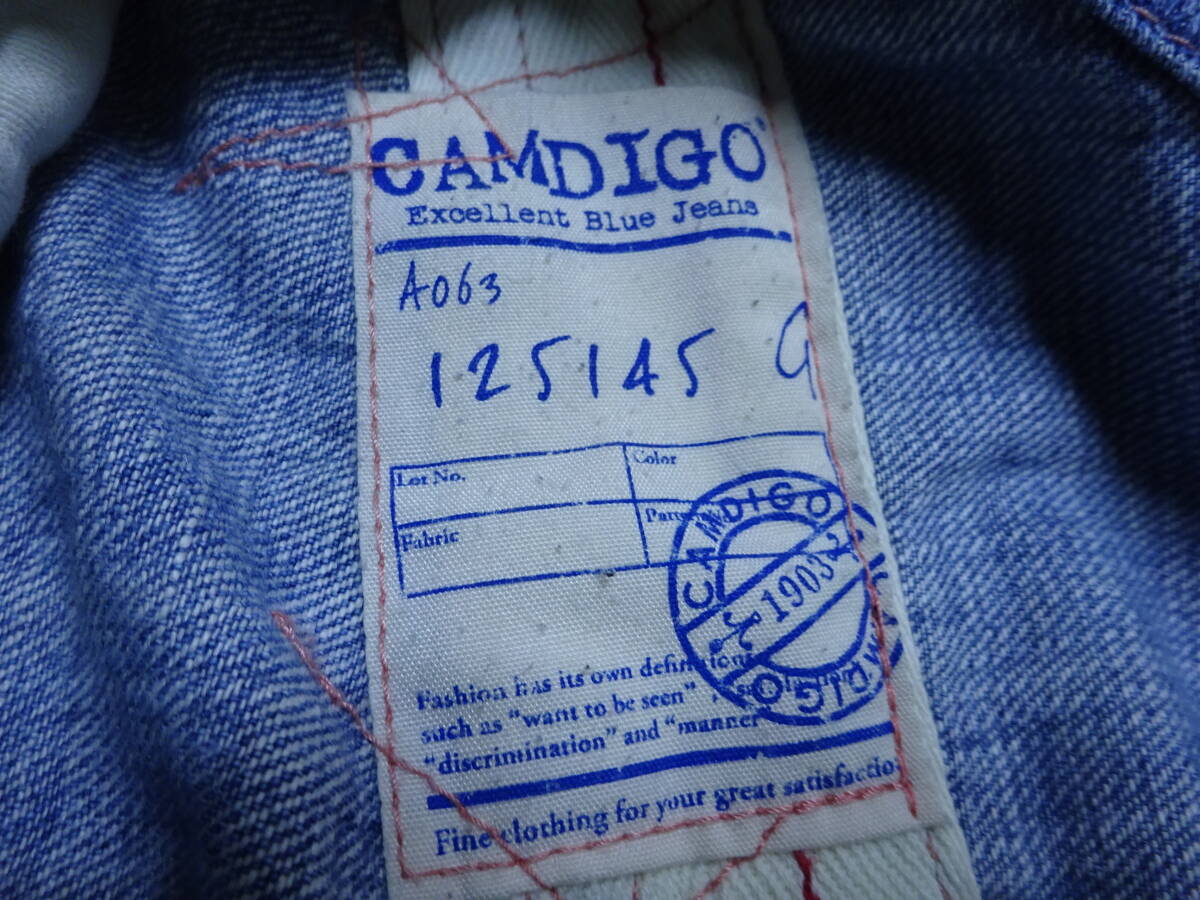 CAMDIGO
Excellent Blue Jeans
A063
125145 9
Lot No.
Color
Fabric
CAMDIGO
1903
CAMDIGO
Fashion has its own definition
such as "want to be seen"
"discrimination" and "manner"
Fine clothing for your great satisfaction